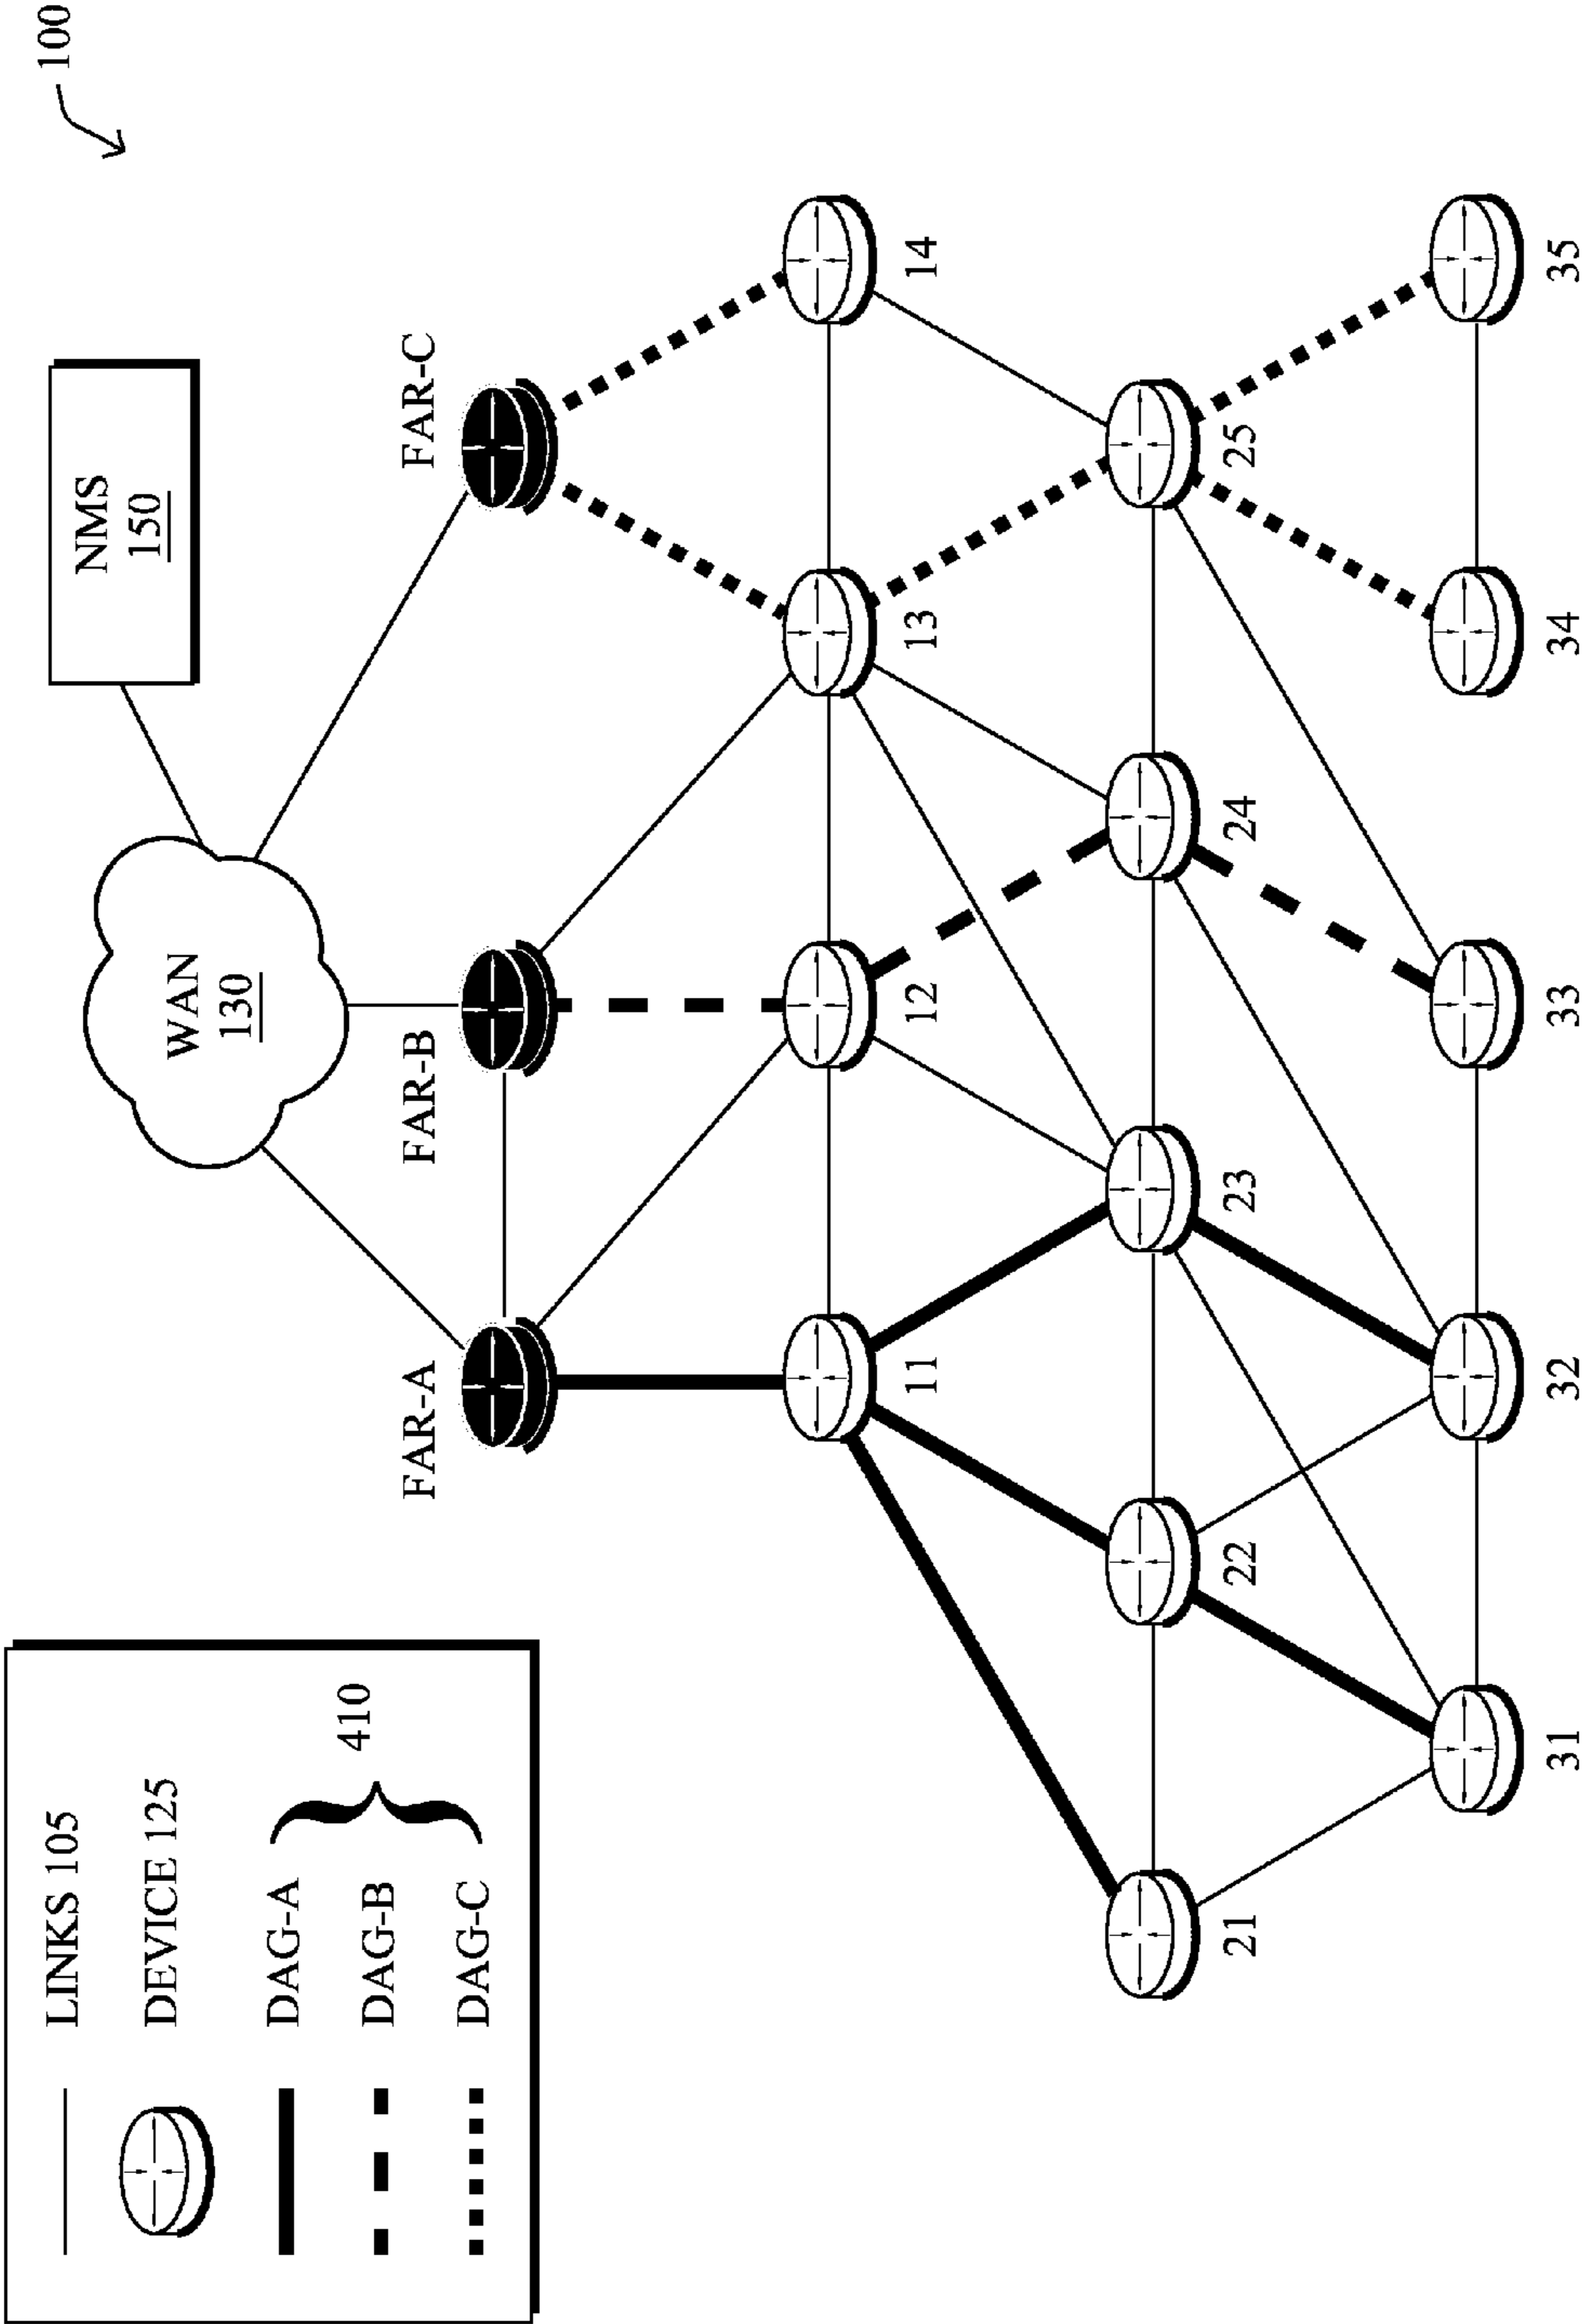 LINKS 105
DEVICE 125
DAG-A
DAG-B
DAG-C
410
WAN
130
NMS
150
100
FAR-A
FAR-B
FAR-C
11
12
13
14
21
22
23
24
25
31
32
33
34
35